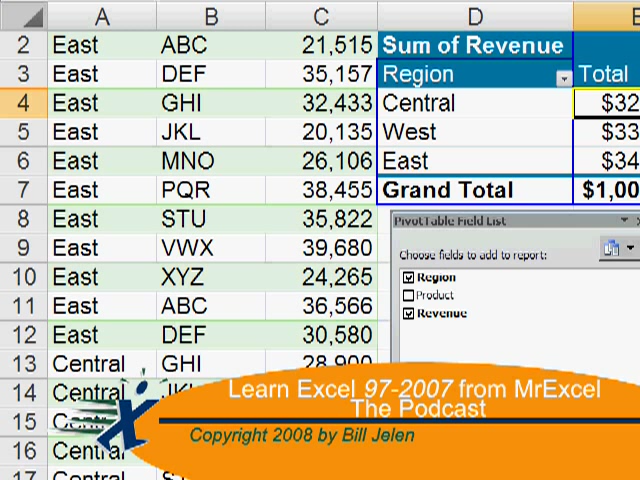 A B C D E
2 East ABC 21,515 Sum of Revenue
3 East DEF 35,157 Region Total
4 East GHI 32,433 Central $32
5 East JKL 20,135 West $33
6 East MNO 26,106 East $34
7 East PQR 38,455 Grand Total $1,00
8 East STU 35,822
PivotTable Field List
9 East VWX 39,680
Choose fields to add to report:
10 East XYZ 24,265
Region
Product
11 East ABC 36,566
Revenue
12 East DEF 30,580
13 Central GHI 28,900
14 Central
Learn Excel 97-2007 from MrExcel
The Podcast
15
Copyright 2008 by Bill Jelen
16 Central
17 Central